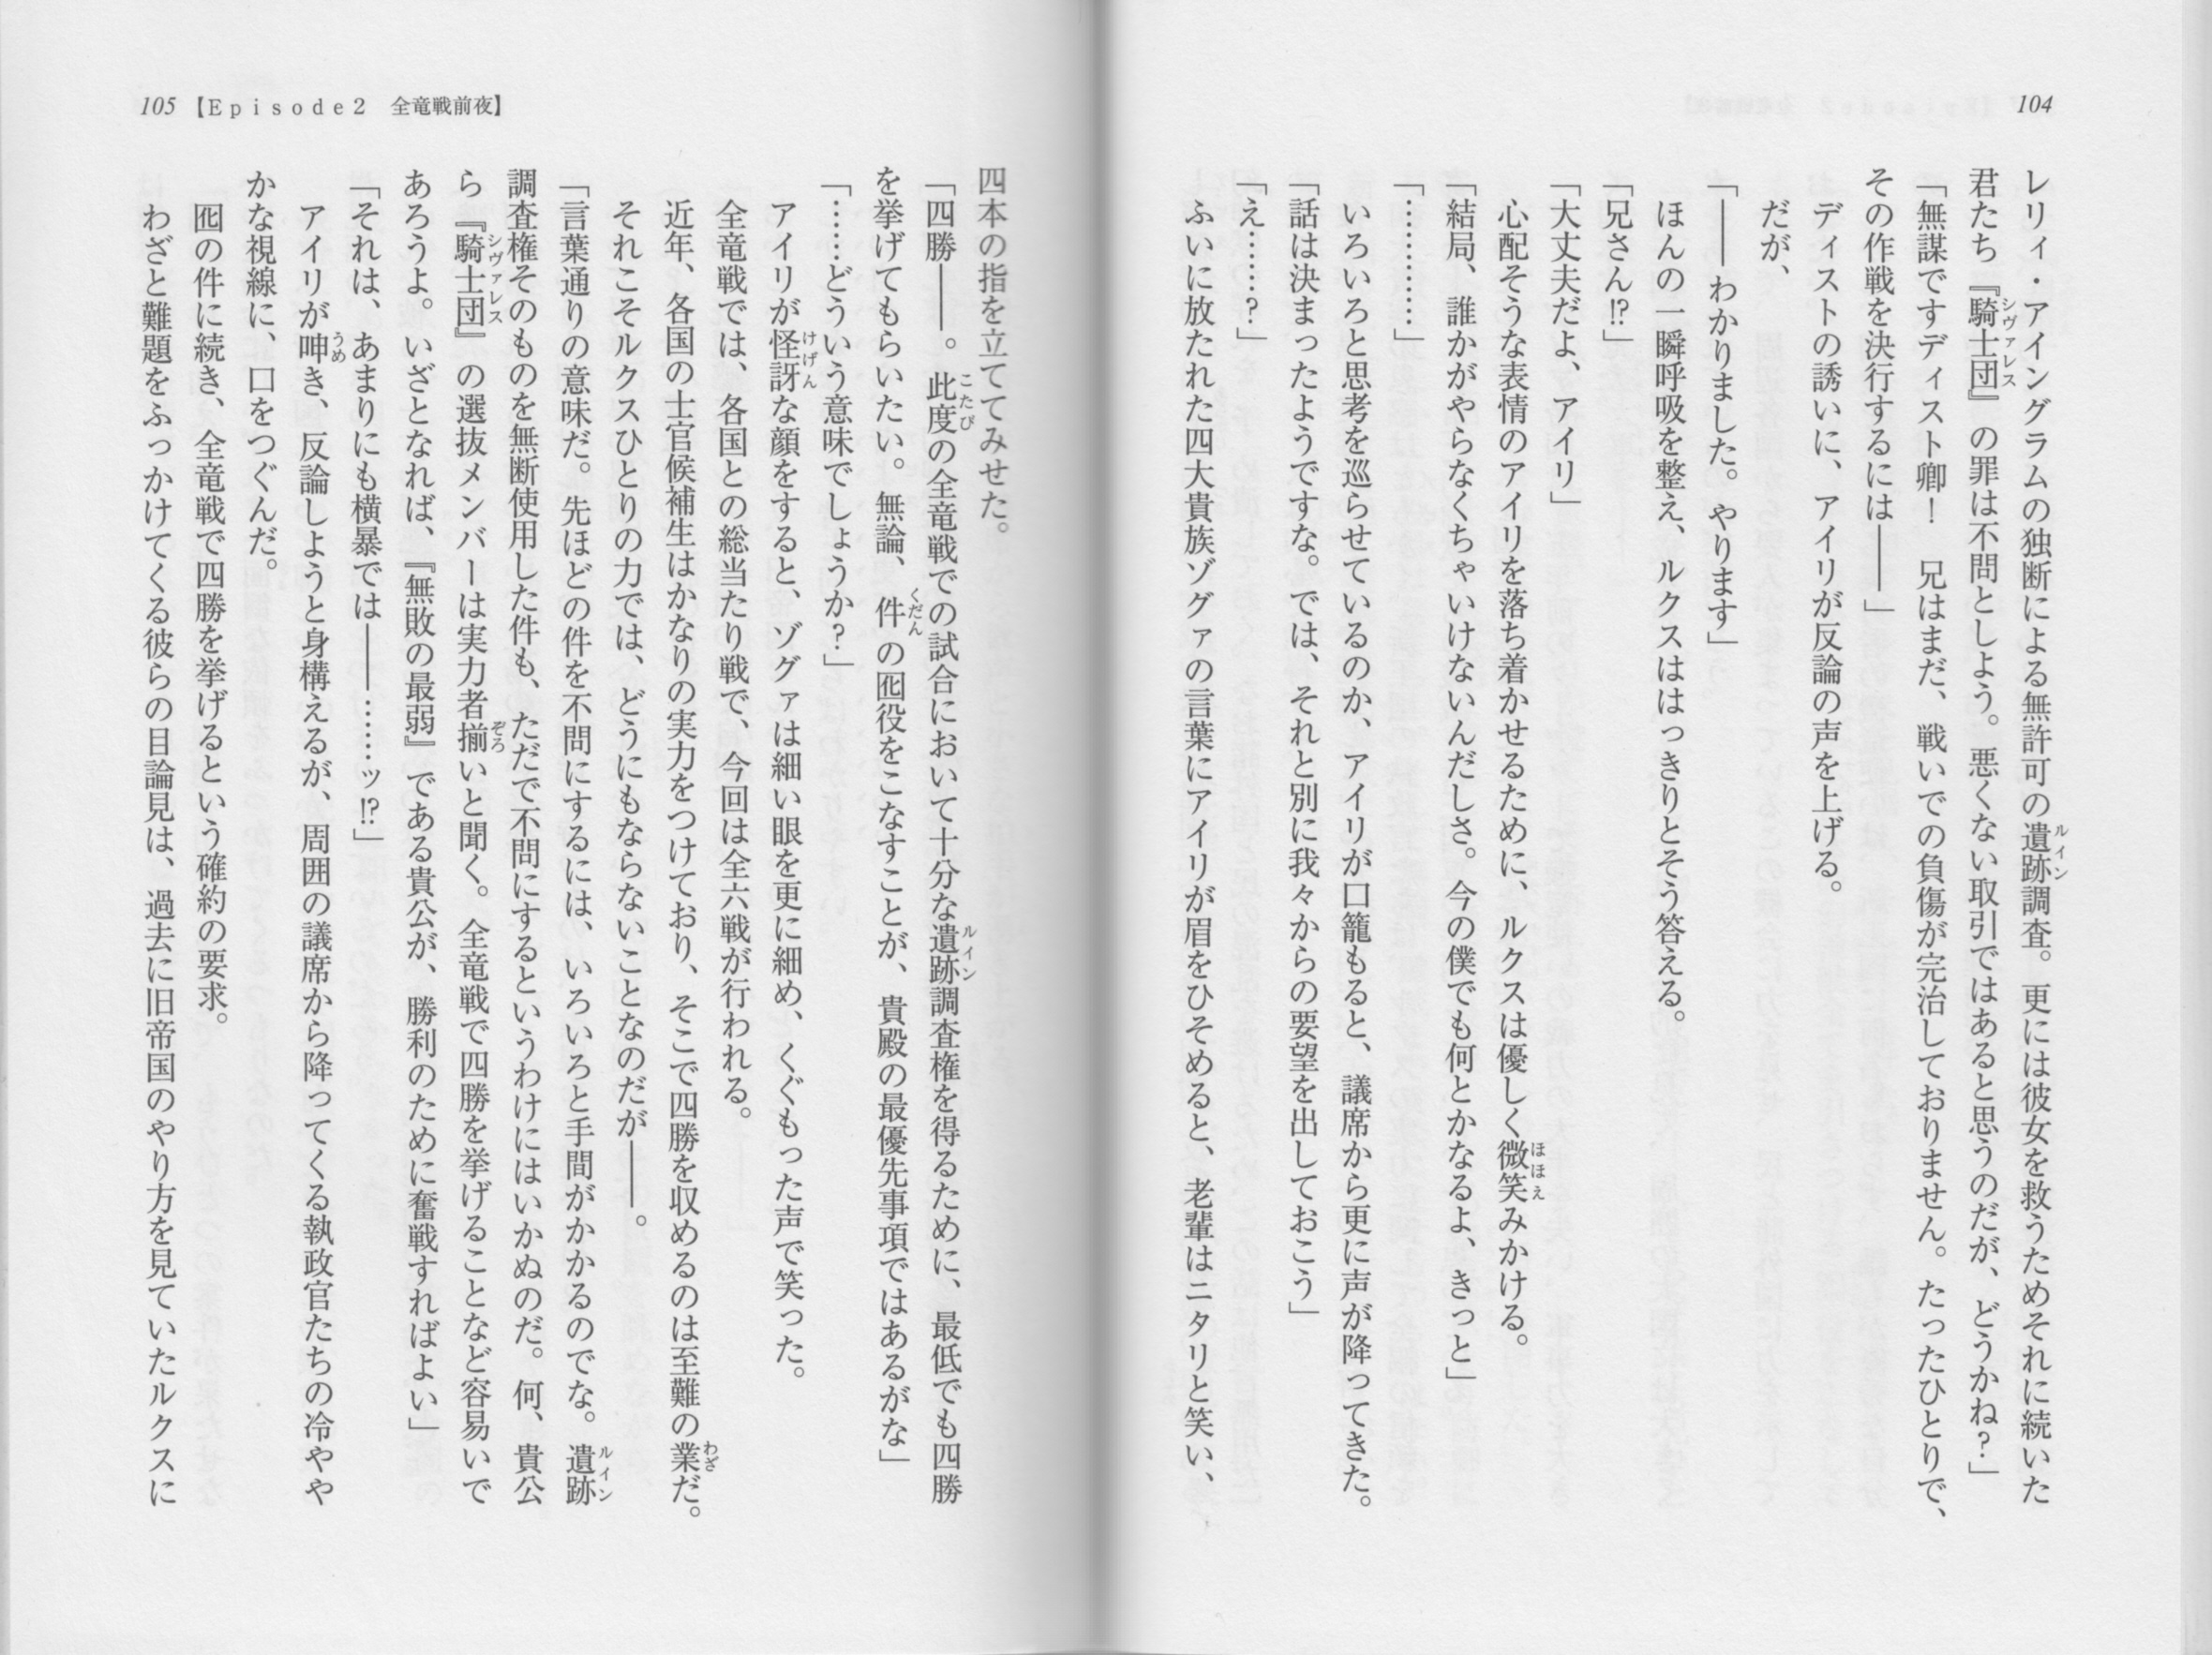 104
レリィ・アイングラムの独断による無許可の遺跡調査。更には彼女を救うためそれに続いた
君たち『騎士団』の罪は不問としよう。悪くない取引ではあると思うのだが、どうかね？」
「無謀ですディスト卿！　兄はまだ、戦いでの負傷が完治しておりません。たったひとりで、
その作戦を決行するには――」
　ディストの誘いに、アイリが反論の声を上げる。
　だが、
「――わかりました。やります」
　ほんの一瞬呼吸を整え、ルクスははっきりとそう答える。
「兄さん⁉」
「大丈夫だよ、アイリ」
　心配そうな表情のアイリを落ち着かせるために、ルクスは優しく微笑みかける。
「結局、誰かがやらなくちゃいけないんだしさ。今の僕でも何とかなるよ、きっと」
「…………」
　いろいろと思考を巡らせているのか、アイリが口籠もると、議席から更に声が降ってきた。
「話は決まったようですな。では、それと別に我々からの要望を出しておこう」
「え……？」
　ふいに放たれた四大貴族ゾグァの言葉にアイリが眉をひそめると、老輩はニタリと笑い、
105【Episode2　全竜戦前夜】
四本の指を立ててみせた。
「四勝――。此度の全竜戦での試合において十分な遺跡調査権を得るために、最低でも四勝
を挙げてもらいたい。無論、件の囮役をこなすことが、貴殿の最優先事項ではあるがな」
「……どういう意味でしょうか？」
　アイリが怪訝な顔をすると、ゾグァは細い眼を更に細め、くぐもった声で笑った。
　全竜戦では、各国との総当たり戦で、今回は全六戦が行われる。
　近年、各国の士官候補生はかなりの実力をつけており、そこで四勝を収めるのは至難の業だ。
　それこそルクスひとりの力では、どうにもならないことなのだが――。
「言葉通りの意味だ。先ほどの件を不問にするには、いろいろと手間がかかるのでな。遺跡
調査権そのものを無断使用した件も、ただで不問にするというわけにはいかぬのだ。何、貴公
ら『騎士団』の選抜メンバーは実力者揃いと聞く。全竜戦で四勝を挙げることなど容易いで
あろうよ。いざとなれば、『無敗の最弱』である貴公が、勝利のために奮戦すればよい」
「それは、あまりにも横暴では――……ッ⁉」
　アイリが呻き、反論しようと身構えるが、周囲の議席から降ってくる執政官たちの冷やや
かな視線に、口をつぐんだ。
　囮の件に続き、全竜戦で四勝を挙げるという確約の要求。
　わざと難題をふっかけてくる彼らの目論見は、過去に旧帝国のやり方を見ていたルクスに